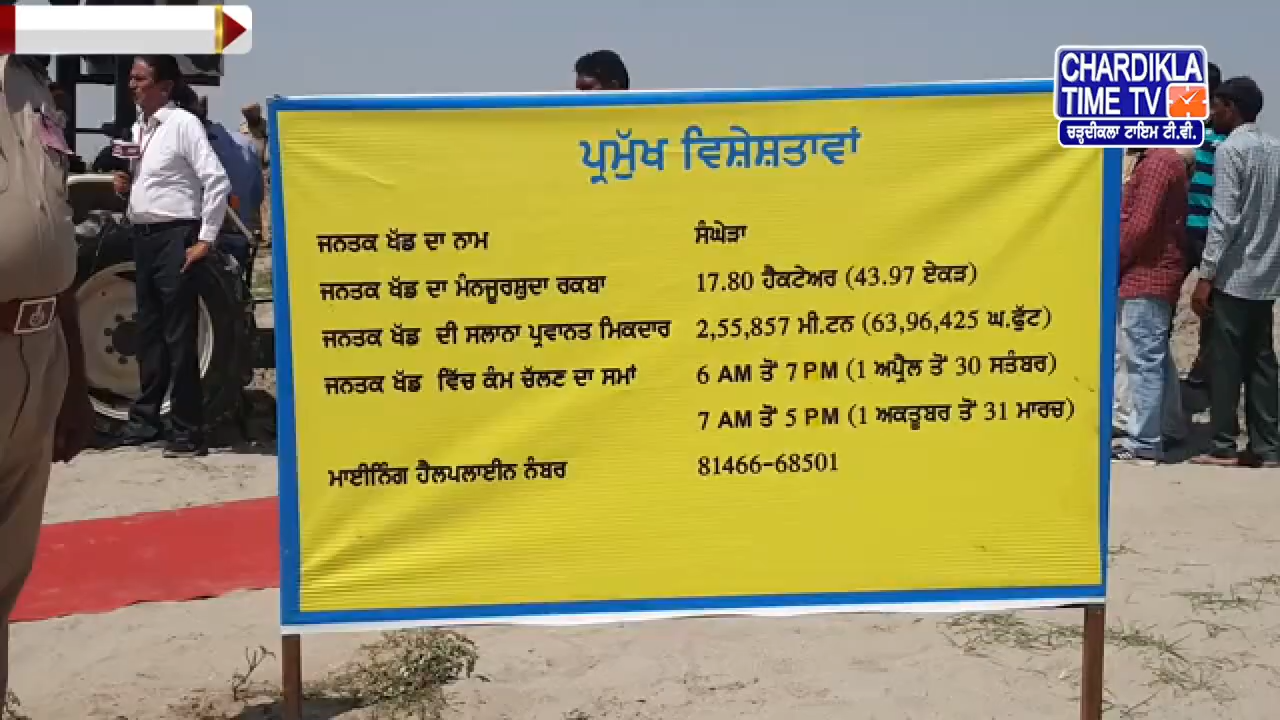 CHARDIKLA
TIME TV
ਚੜ੍ਹਦੀਕਲਾ ਟਾਇਮ ਟੀ.ਵੀ.
ਪ੍ਰਮੁੱਖ ਵਿਸ਼ੇਸ਼ਤਾਵਾਂ
ਜਨਤਕ ਖੱਡ ਦਾ ਨਾਮ ਸੰਘੇੜਾ
ਜਨਤਕ ਖੱਡ ਦਾ ਮੰਨਜੂਰਸ਼ੁਦਾ ਰਕਬਾ 17.80 ਹੈਕਟੇਅਰ (43.97 ਏਕੜ)
ਜਨਤਕ ਖੱਡ ਦੀ ਸਲਾਨਾ ਪ੍ਰਵਾਨਤ ਮਿਕਦਾਰ 2,55,857 ਮੀ.ਟਨ (63,96,425 ਘ.ਫੁੱਟ)
ਜਨਤਕ ਖੱਡ ਵਿੱਚ ਕੰਮ ਚੱਲਣ ਦਾ ਸਮਾਂ 6 AM ਤੋਂ 7 PM (1 ਅਪ੍ਰੈਲ ਤੋਂ 30 ਸਤੰਬਰ)
7 AM ਤੋਂ 5 PM (1 ਅਕਤੂਬਰ ਤੋਂ 31 ਮਾਰਚ)
ਮਾਈਨਿੰਗ ਹੈਲਪਲਾਈਨ ਨੰਬਰ 81466-68501